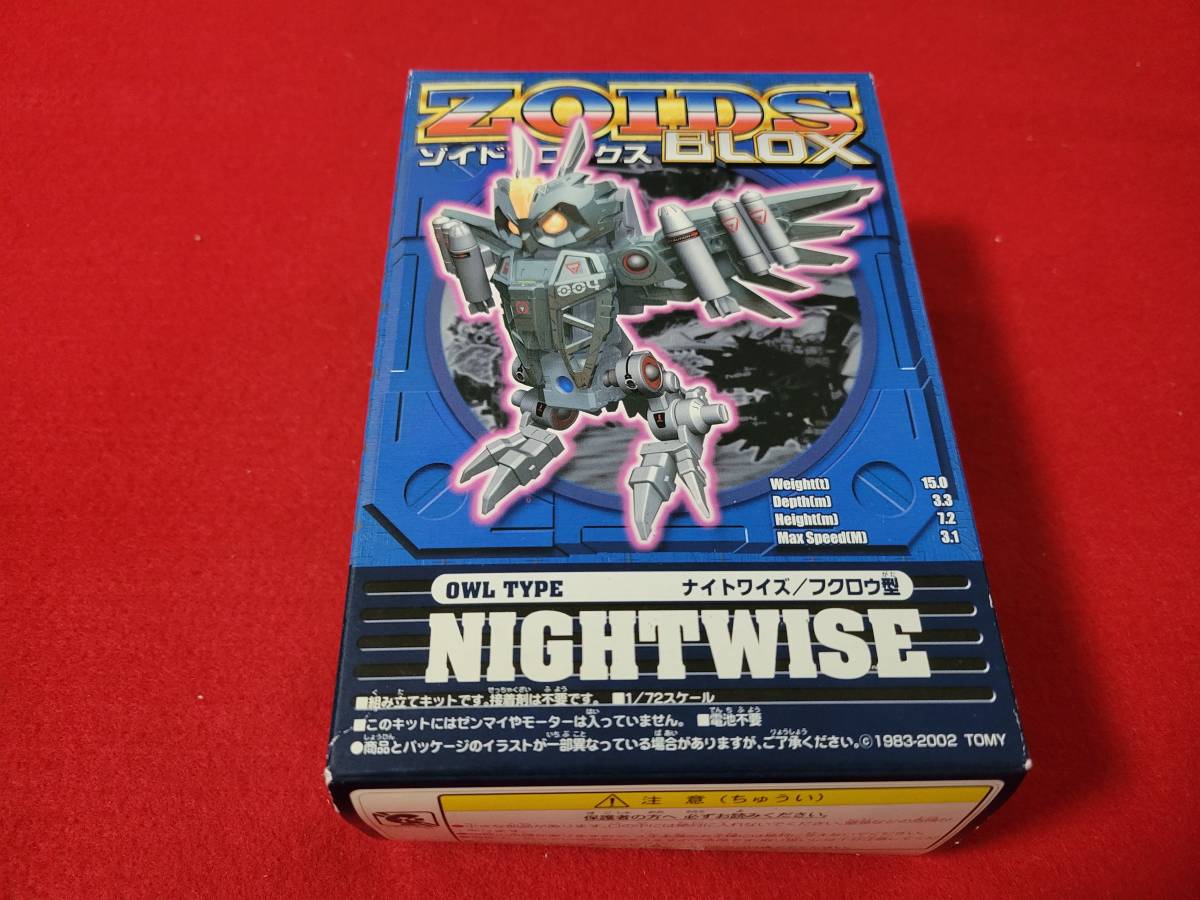 ZOIDS
ゾイド ロックス BLOX
004
Weight(t) 15.0
Depth(m) 3.3
Height(m) 7.2
Max Speed(M) 3.1
OWL TYPE ナイトワイズ/フクロウ型
がた
NIGHTWISE
■組み立てキットです。接着剤は不要です。 ■1/72スケール
■このキットにはゼンマイやモーターは入っていません。 ■電池不要
●商品とパッケージのイラストが一部異なっている場合がありますが、ご了承ください。©1983-2002 TOMY
⚠ 注 意 (ちゅうい)
保護者の方へ 必ずお読みください。